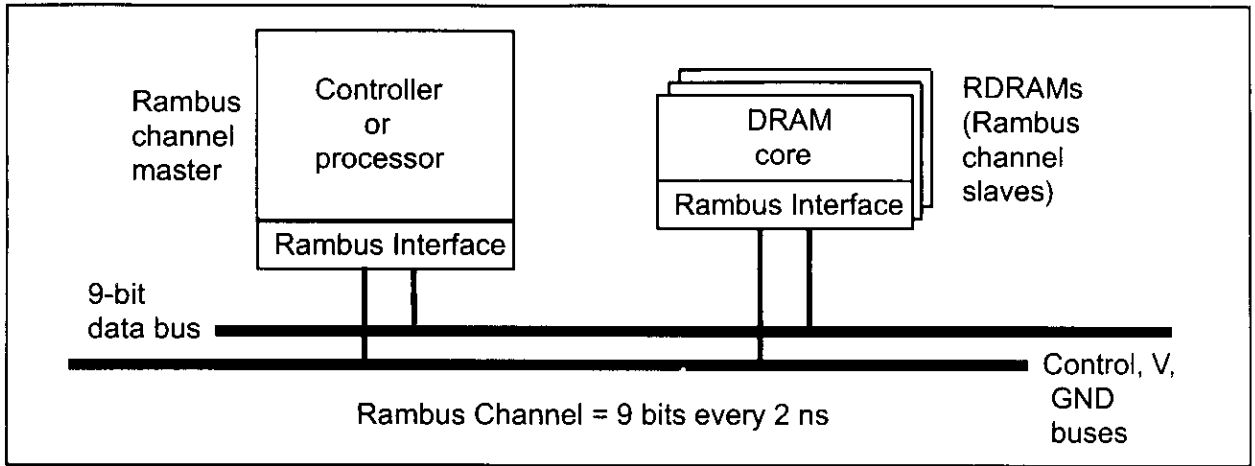 Rambus
channel
master
Controller
or
processor
Rambus Interface
DRAM
core
Rambus Interface
RDRAMs
(Rambus
channel
slaves)
9-bit
data bus
Control, V,
GND
buses
Rambus Channel = 9 bits every 2 ns